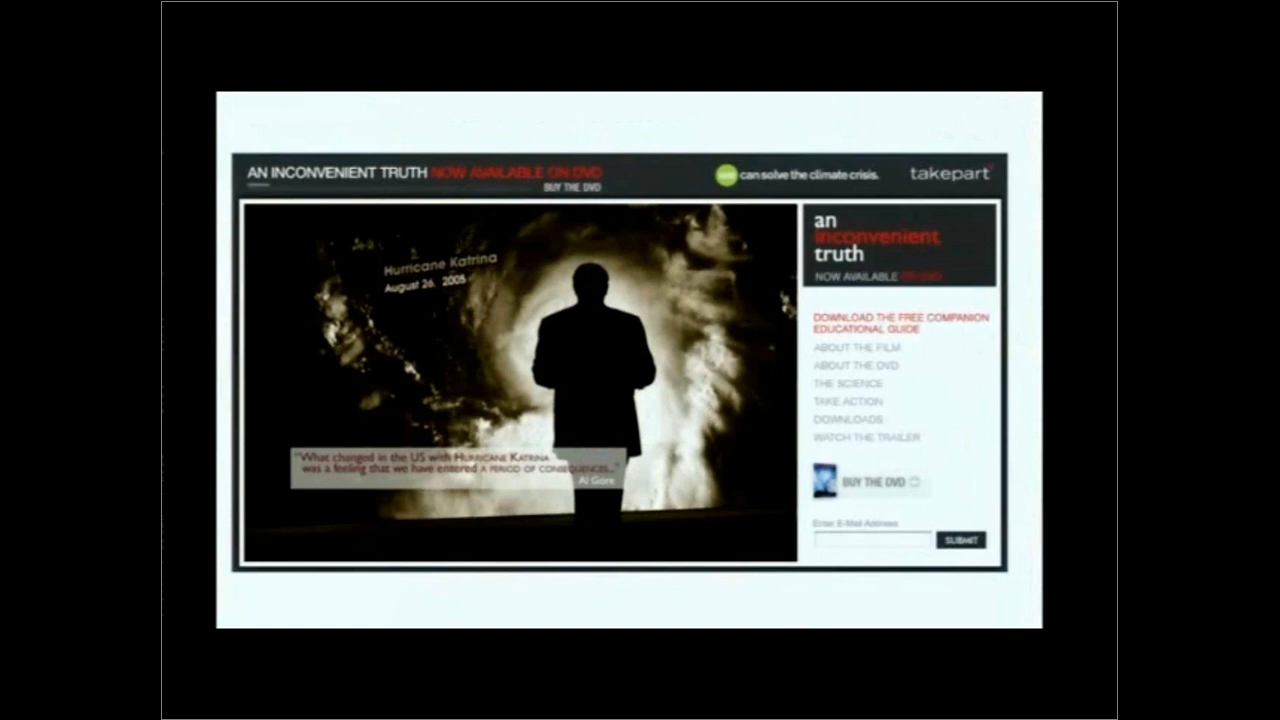 AN INCONVENIENT TRUTH NOW AVAILABLE ON DVD
BUY THE DVD
can solve the climate crisis.
takepart
Hurricane Katrina
August 26, 2005
"What changed in the US with HURRICANE KATRINA
was a feeling that we have entered A PERIOD OF CONSEQUENCES..."
Al Gore
an
inconvenient
truth
NOW AVAILABLE ON DVD
DOWNLOAD THE FREE COMPANION
EDUCATIONAL GUIDE
ABOUT THE FILM
ABOUT THE DVD
THE SCIENCE
TAKE ACTION
DOWNLOADS
WATCH THE TRAILER
BUY THE DVD
Enter E-Mail Address
SUBMIT